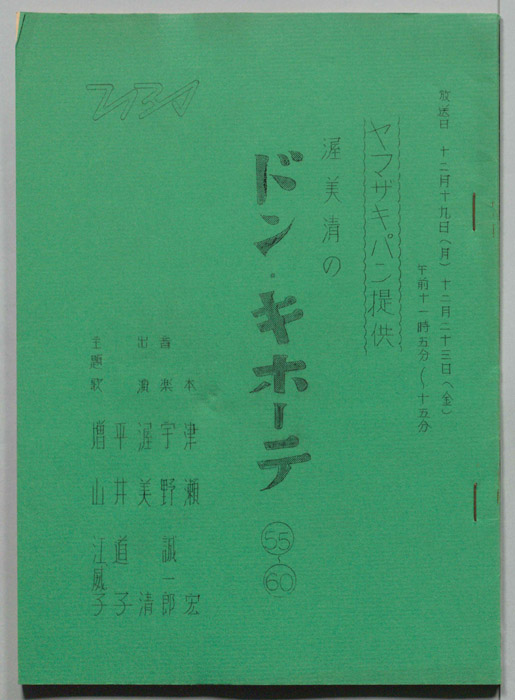 放送日 十二月十九日(月) 十二月二十三日(金)
午前十一時五分〜十五分
ヤマザキパン提供
渥美清の
ドン・キホーテ
55〜60
本 津瀬 宏
音楽 宇野誠一郎
出演 渥美 清
平井道子
主題歌 増山江威子